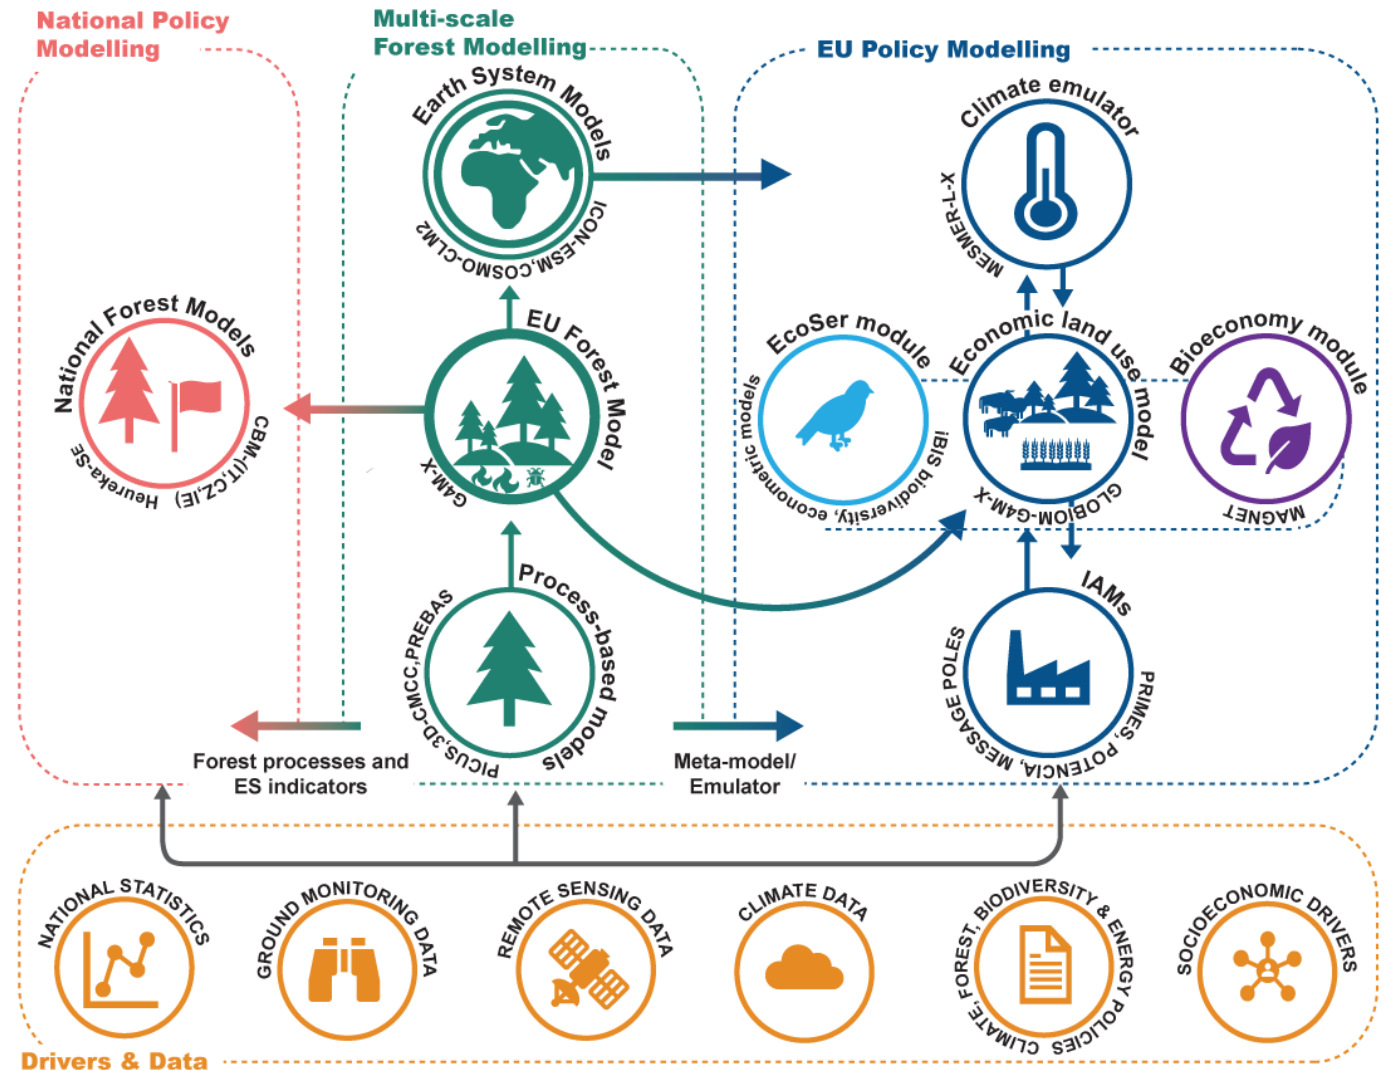 National Policy
Modelling
Multi-scale
Forest Modelling
EU Policy Modelling
Earth System Models
ICON-ESM,COSMO-CLM2
Climate emulator
MESMER-L-X
National Forest Models
CBM-(IT,CZ,IE)
Heureka-SE
EU Forest Model
G4M-X
EcoSer module
iBIS biodiversity, econometric models
Economic land use model
GLOBIOM-G4M-X
Bioeconomy module
MAGNET
Process-based models
PICUS,3D-CMCC,PREBAS
IAMs
PRIMES, POTENCIA, MESSAGE POLES
Forest processes and
ES indicators
Meta-model/
Emulator
NATIONAL STATISTICS
GROUND MONITORING DATA
REMOTE SENSING DATA
CLIMATE DATA
CLIMATE, FOREST, BIODIVERSITY & ENERGY POLICIES
SOCIOECONOMIC DRIVERS
Drivers & Data